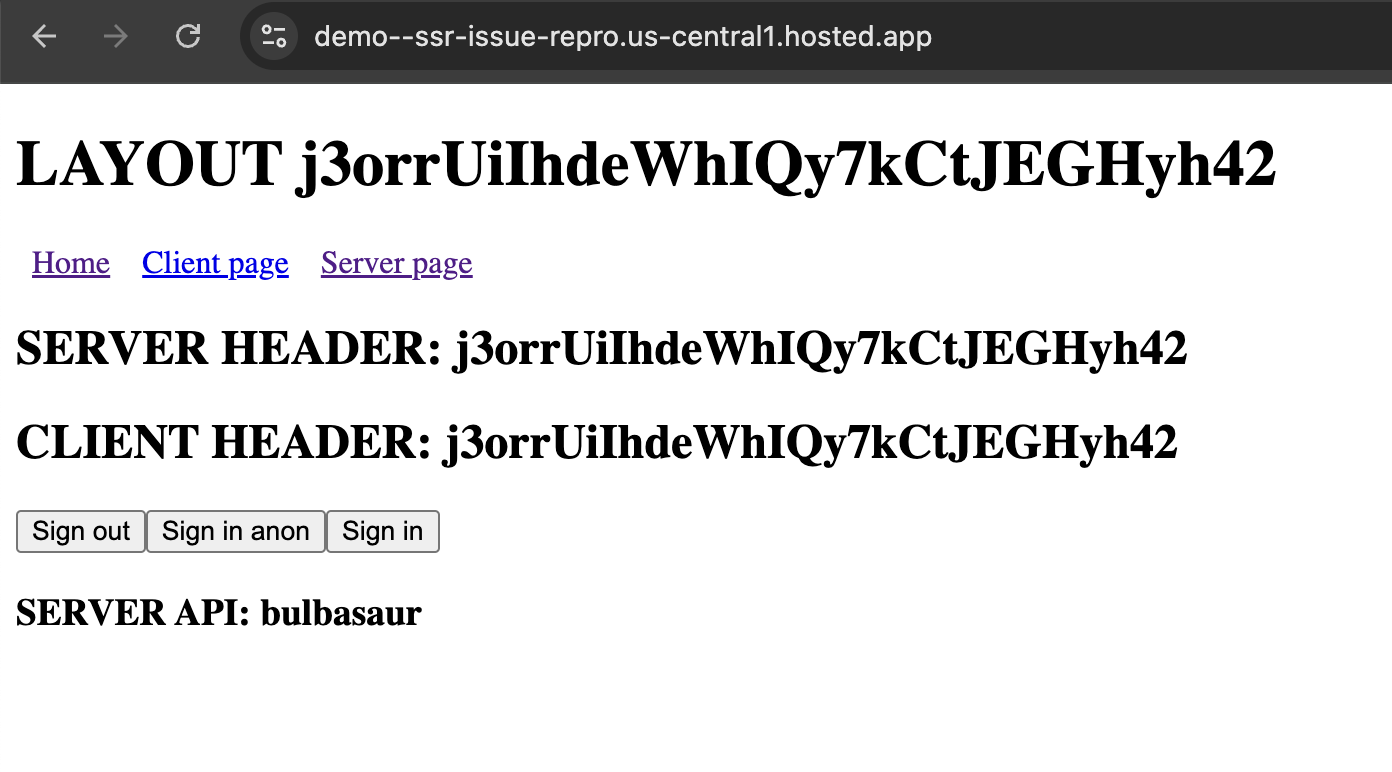 demo--ssr-issue-repro.us-central1.hosted.app
LAYOUT j3orrUiIhdeWhIQy7kCtJEGHyh42
Home Client page Server page
SERVER HEADER: j3orrUiIhdeWhIQy7kCtJEGHyh42
CLIENT HEADER: j3orrUiIhdeWhIQy7kCtJEGHyh42
Sign out Sign in anon Sign in
SERVER API: bulbasaur